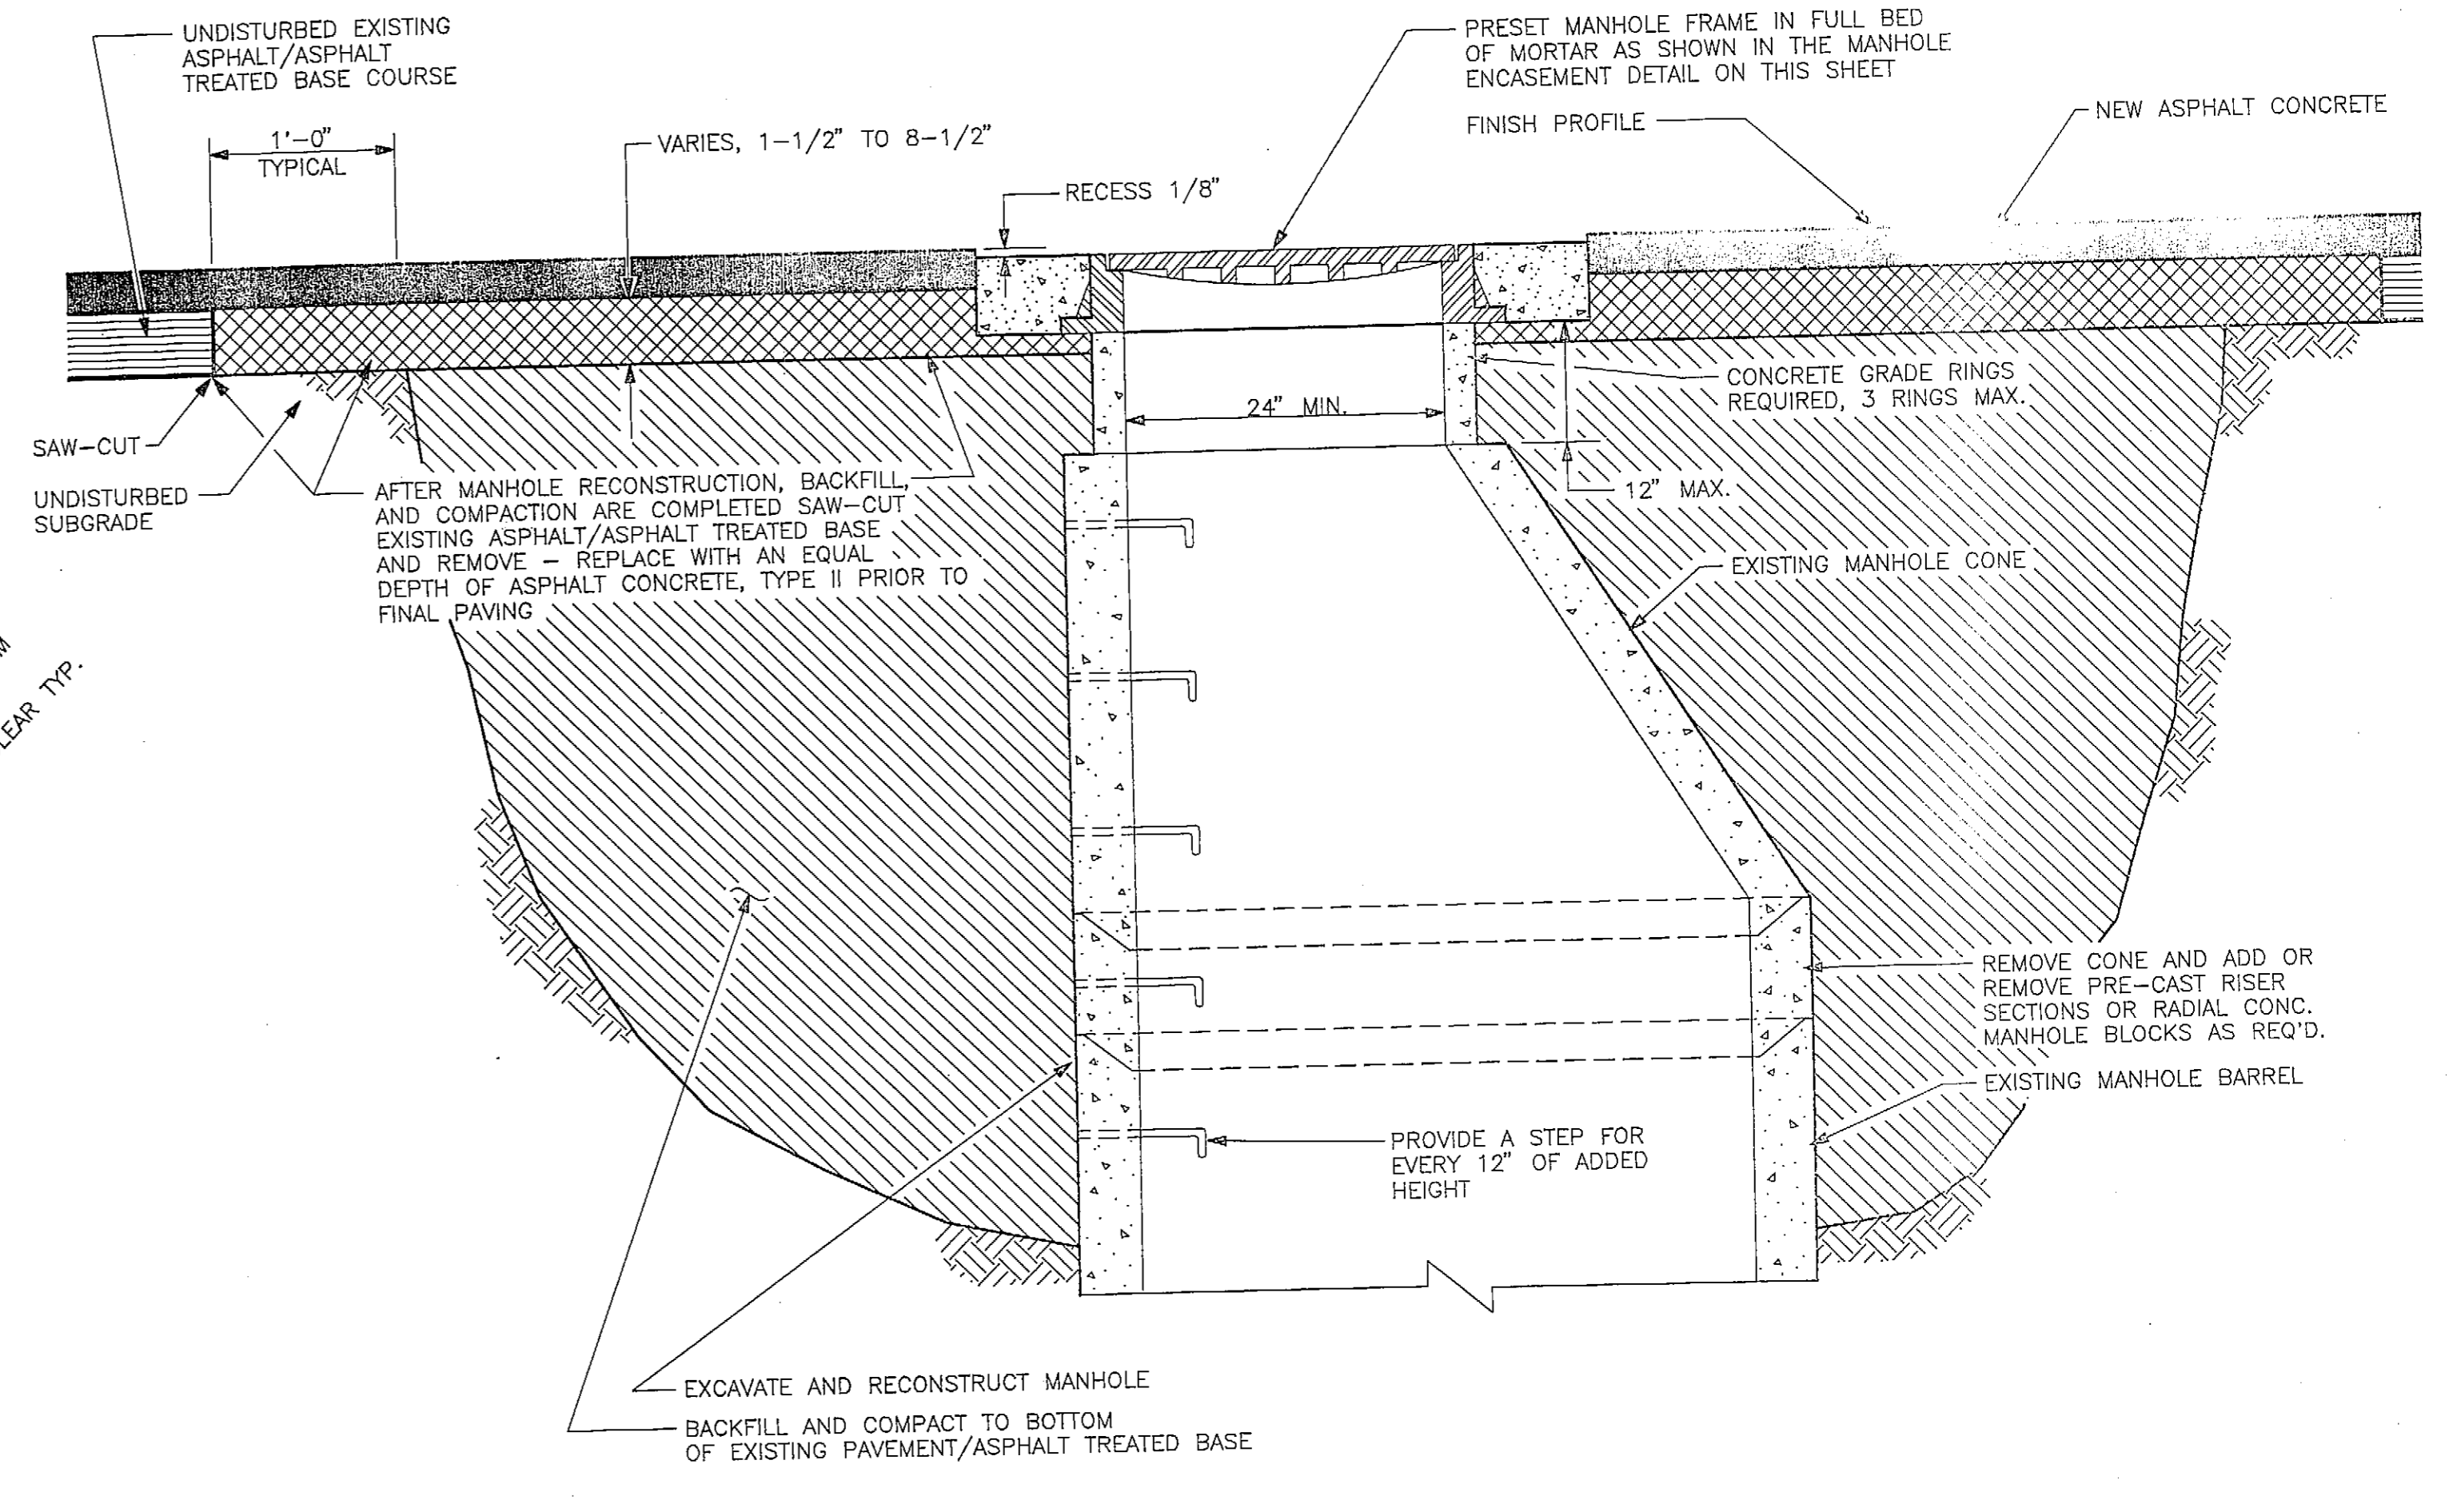 UNDISTURBED EXISTING
ASPHALT/ASPHALT
TREATED BASE COURSE
1'-0"
TYPICAL
VARIES, 1-1/2" TO 8-1/2"
RECESS 1/8"
PRESET MANHOLE FRAME IN FULL BED
OF MORTAR AS SHOWN IN THE MANHOLE
ENCASEMENT DETAIL ON THIS SHEET
FINISH PROFILE
NEW ASPHALT CONCRETE
SAW-CUT
UNDISTURBED
SUBGRADE
AFTER MANHOLE RECONSTRUCTION, BACKFILL,
AND COMPACTION ARE COMPLETED SAW-CUT
EXISTING ASPHALT/ASPHALT TREATED BASE
AND REMOVE – REPLACE WITH AN EQUAL
DEPTH OF ASPHALT CONCRETE, TYPE II PRIOR TO
FINAL PAVING
24" MIN.
CONCRETE GRADE RINGS
REQUIRED, 3 RINGS MAX.
12" MAX.
EXISTING MANHOLE CONE
LEAR TYP.
REMOVE CONE AND ADD OR
REMOVE PRE-CAST RISER
SECTIONS OR RADIAL CONC.
MANHOLE BLOCKS AS REQ'D.
EXISTING MANHOLE BARREL
PROVIDE A STEP FOR
EVERY 12" OF ADDED
HEIGHT
EXCAVATE AND RECONSTRUCT MANHOLE
BACKFILL AND COMPACT TO BOTTOM
OF EXISTING PAVEMENT/ASPHALT TREATED BASE